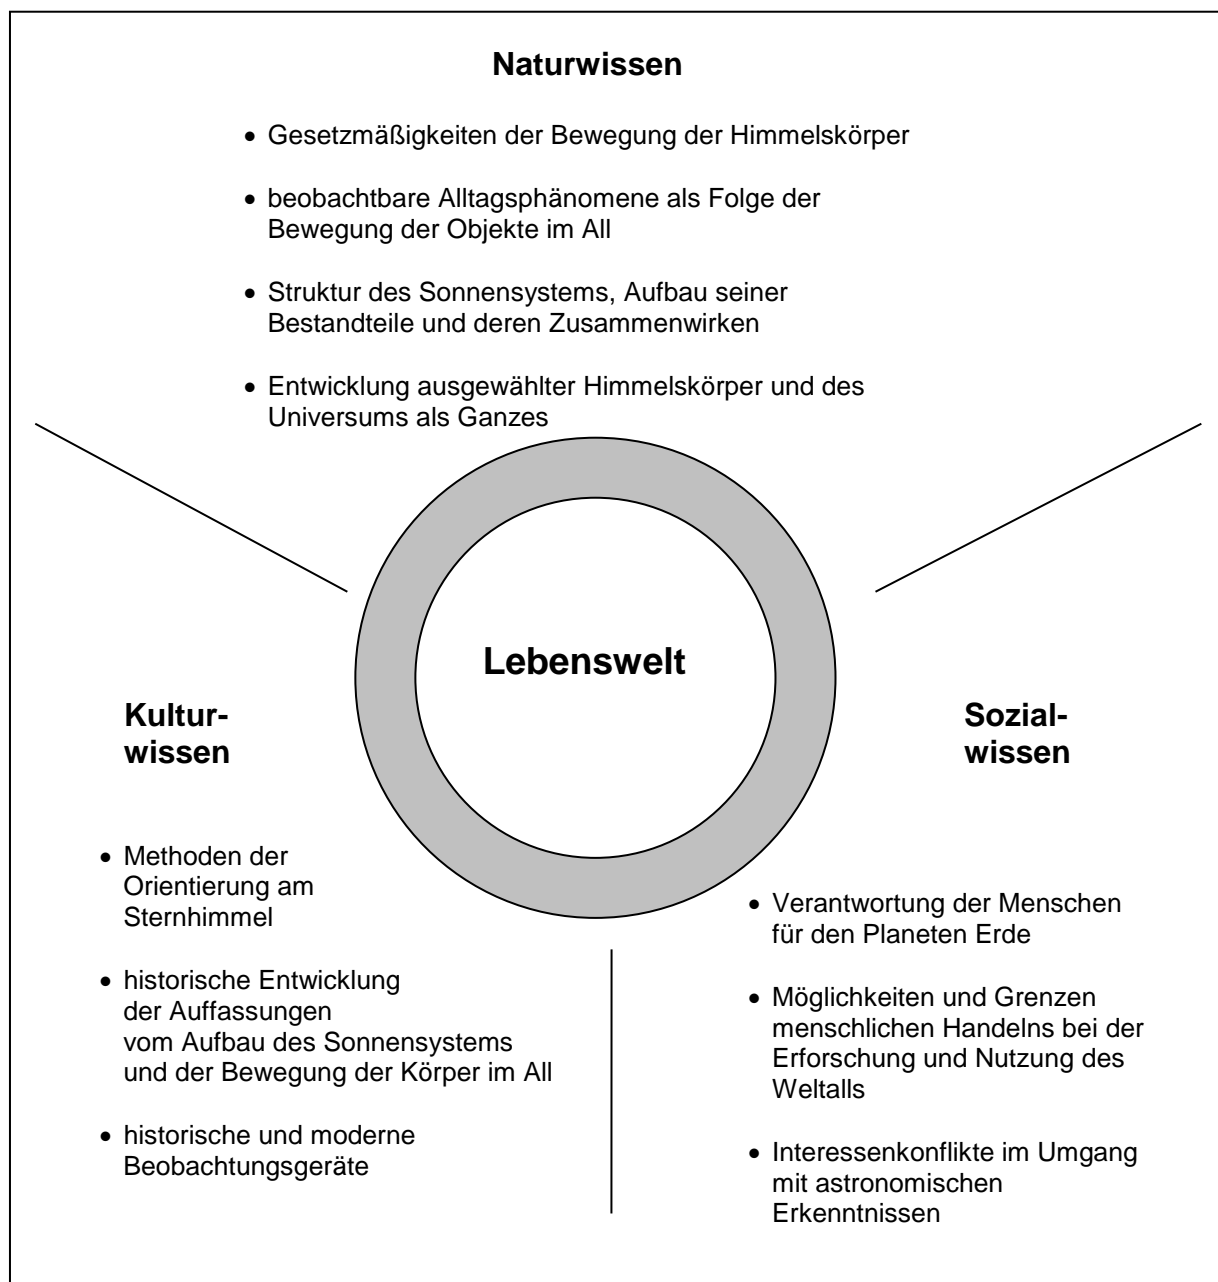 Naturwissen
• Gesetzmäßigkeiten der Bewegung der Himmelskörper
• beobachtbare Alltagsphänomene als Folge der
Bewegung der Objekte im All
• Struktur des Sonnensystems, Aufbau seiner
Bestandteile und deren Zusammenwirken
• Entwicklung ausgewählter Himmelskörper und des
Universums als Ganzes
Lebenswelt
Kultur-
wissen
• Methoden der
Orientierung am
Sternhimmel
• historische Entwicklung
der Auffassungen
vom Aufbau des Sonnensystems
und der Bewegung der Körper im All
• historische und moderne
Beobachtungsgeräte
Sozial-
wissen
• Verantwortung der Menschen
für den Planeten Erde
• Möglichkeiten und Grenzen
menschlichen Handelns bei der
Erforschung und Nutzung des
Weltalls
• Interessenkonflikte im Umgang
mit astronomischen
Erkenntnissen